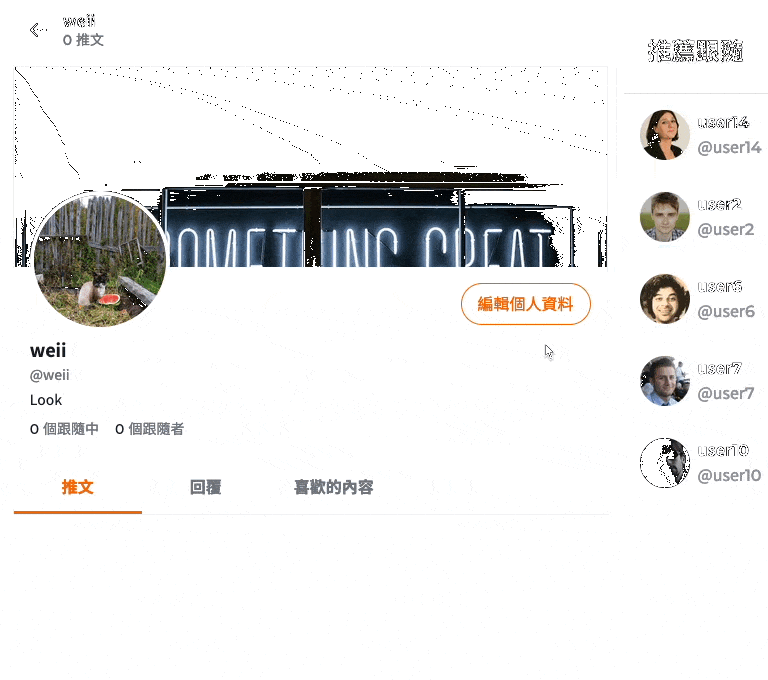 weii
0 推文
SOMETHING GREAT
編輯個人資料
weii
@weii
Look
0 個跟隨中 0 個跟隨者
推文 回覆 喜歡的內容
推薦跟隨
user14
@user14
user2
@user2
user6
@user6
user7
@user7
user10
@user10